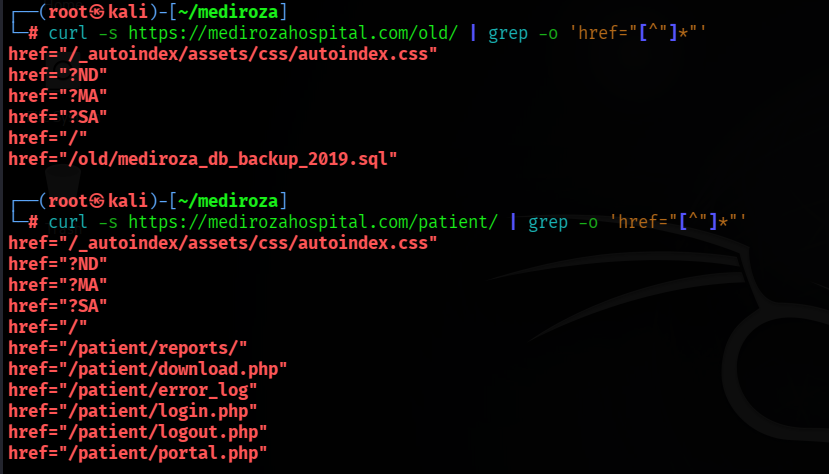 ┌──(root㉿kali)-[~/mediroza]
└─# curl -s https://medirozahospital.com/old/ | grep -o 'href="[^"]*"'
href="/_autoindex/assets/css/autoindex.css"
href="?ND"
href="?MA"
href="?SA"
href="/"
href="/old/mediroza_db_backup_2019.sql"
┌──(root㉿kali)-[~/mediroza]
└─# curl -s https://medirozahospital.com/patient/ | grep -o 'href="[^"]*"'
href="/_autoindex/assets/css/autoindex.css"
href="?ND"
href="?MA"
href="?SA"
href="/"
href="/patient/reports/"
href="/patient/download.php"
href="/patient/error_log"
href="/patient/login.php"
href="/patient/logout.php"
href="/patient/portal.php"